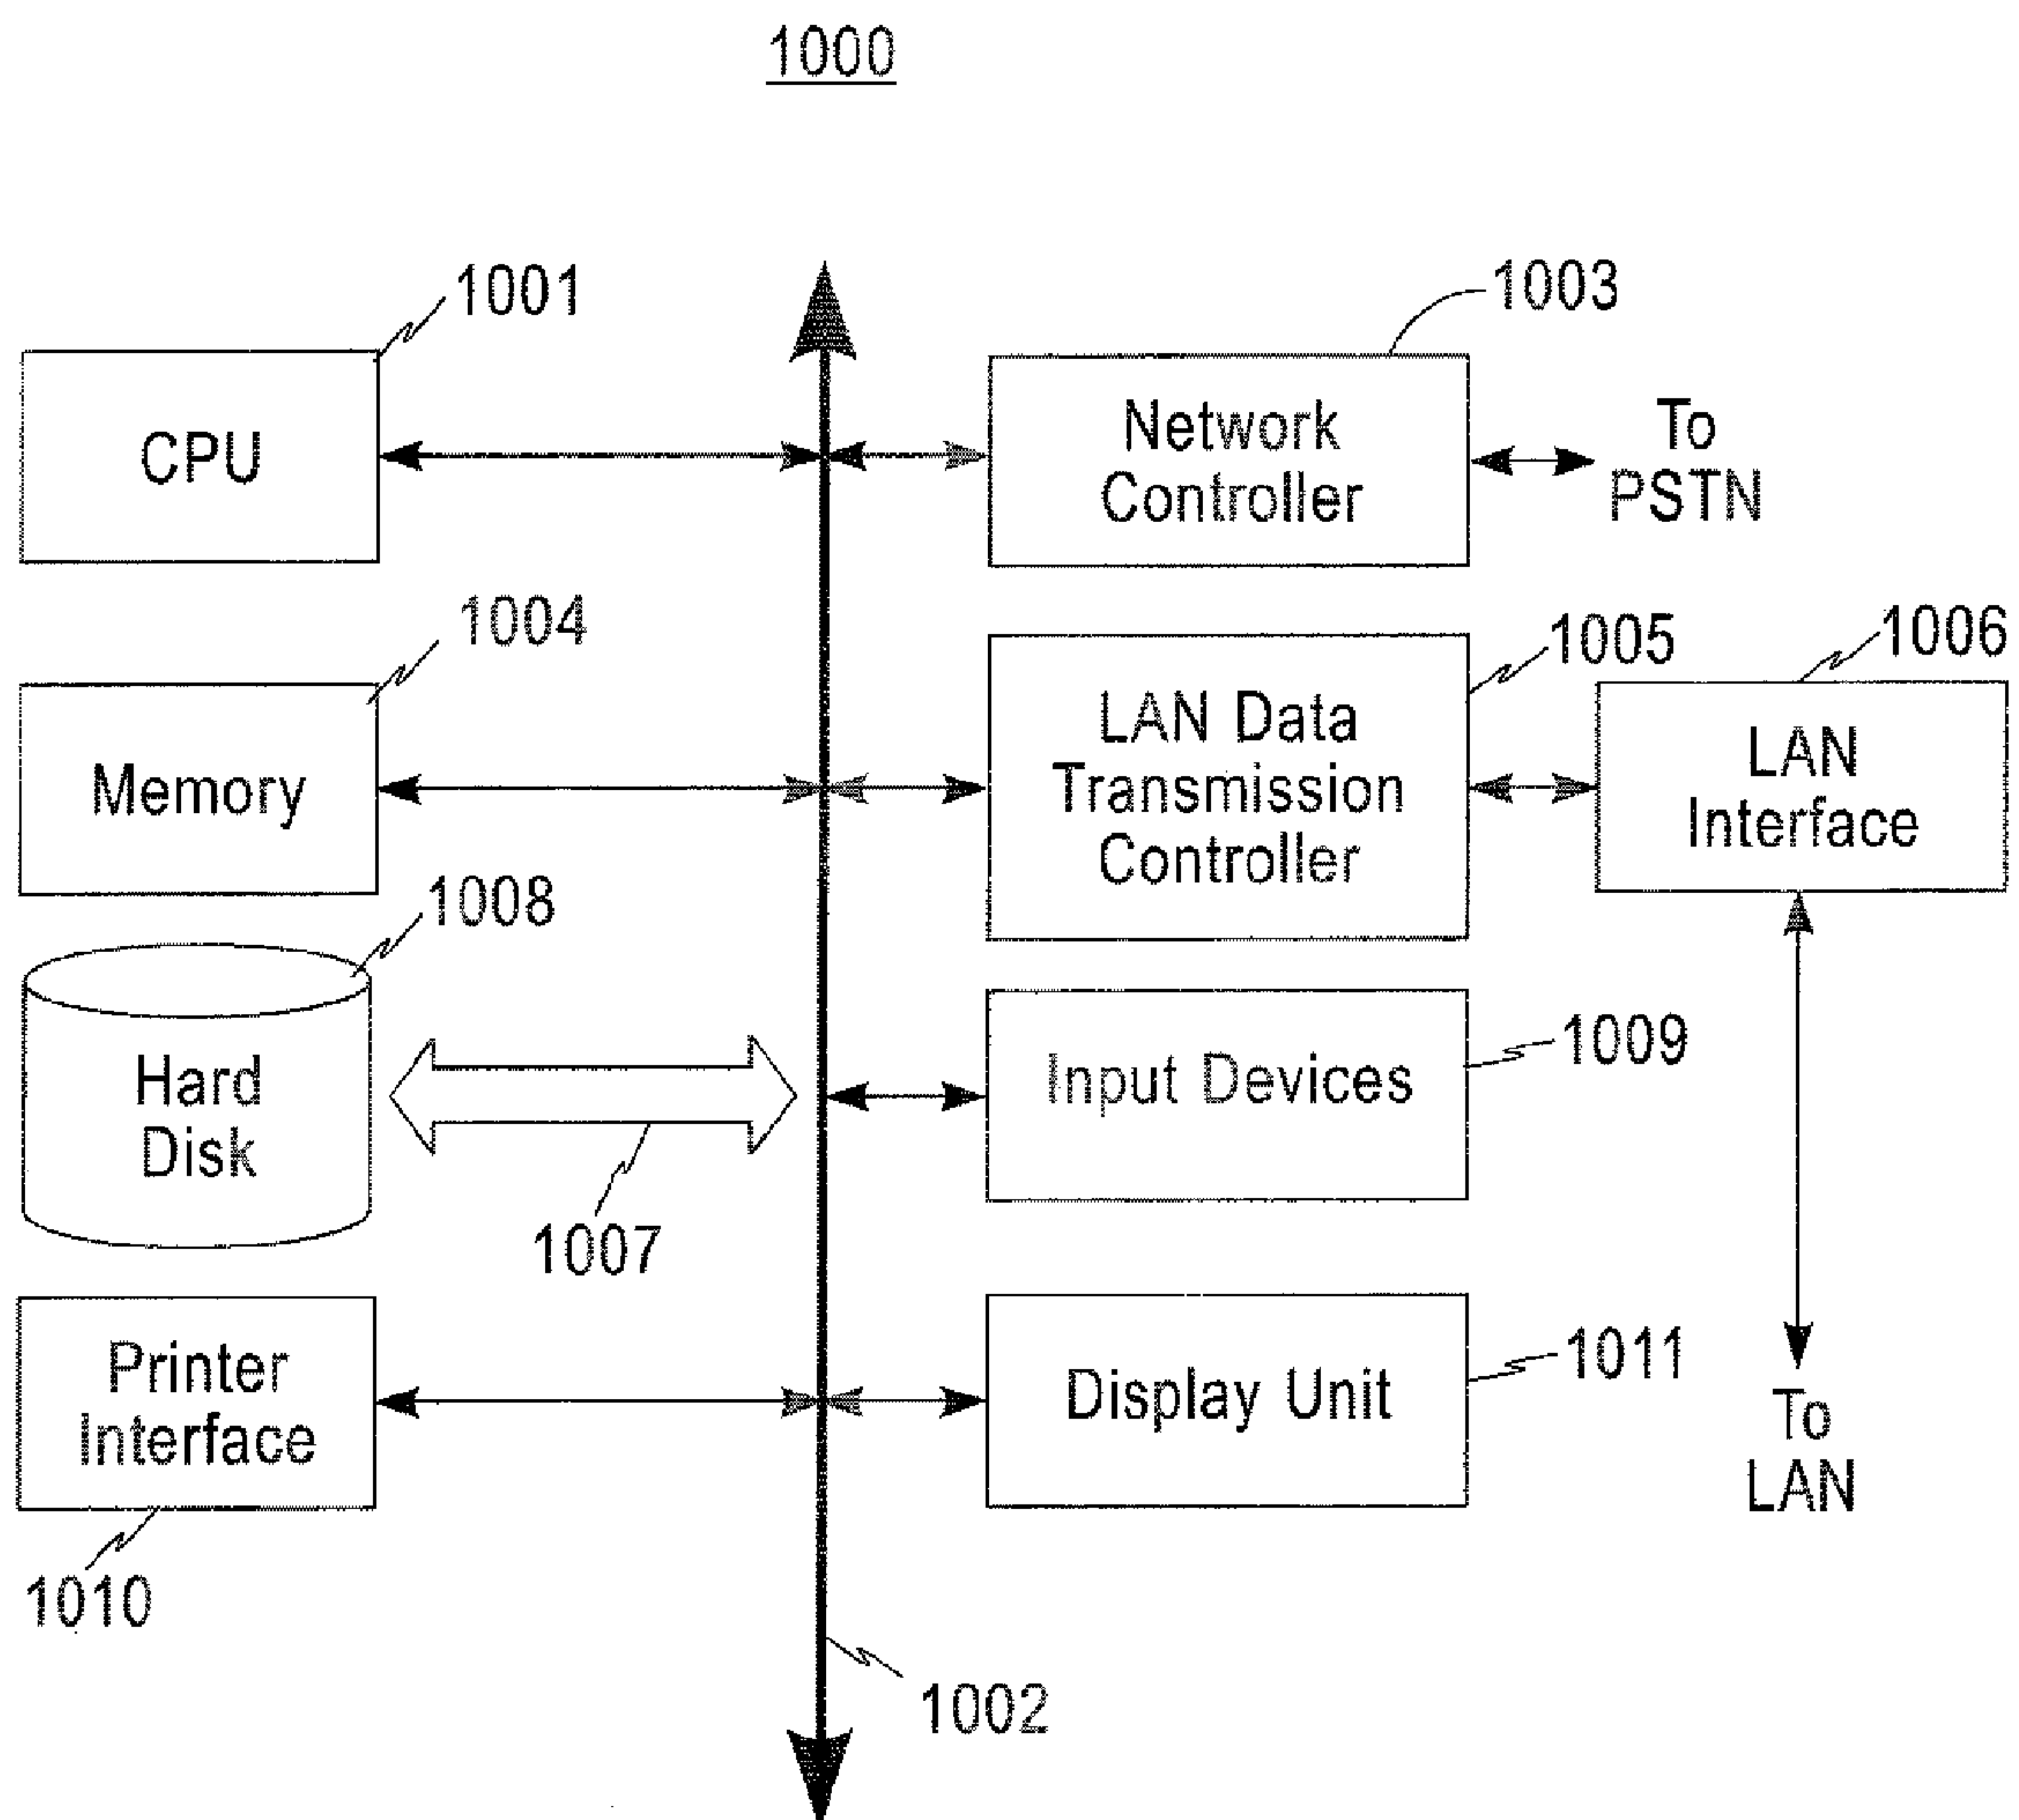 1000
1001
CPU
1003
Network
Controller
To
PSTN
1004
Memory
1005
LAN Data
Transmission
Controller
1006
LAN
Interface
1008
Hard
Disk
1007
1009
Input Devices
Printer
Interface
1010
1011
Display Unit
To
LAN
1002